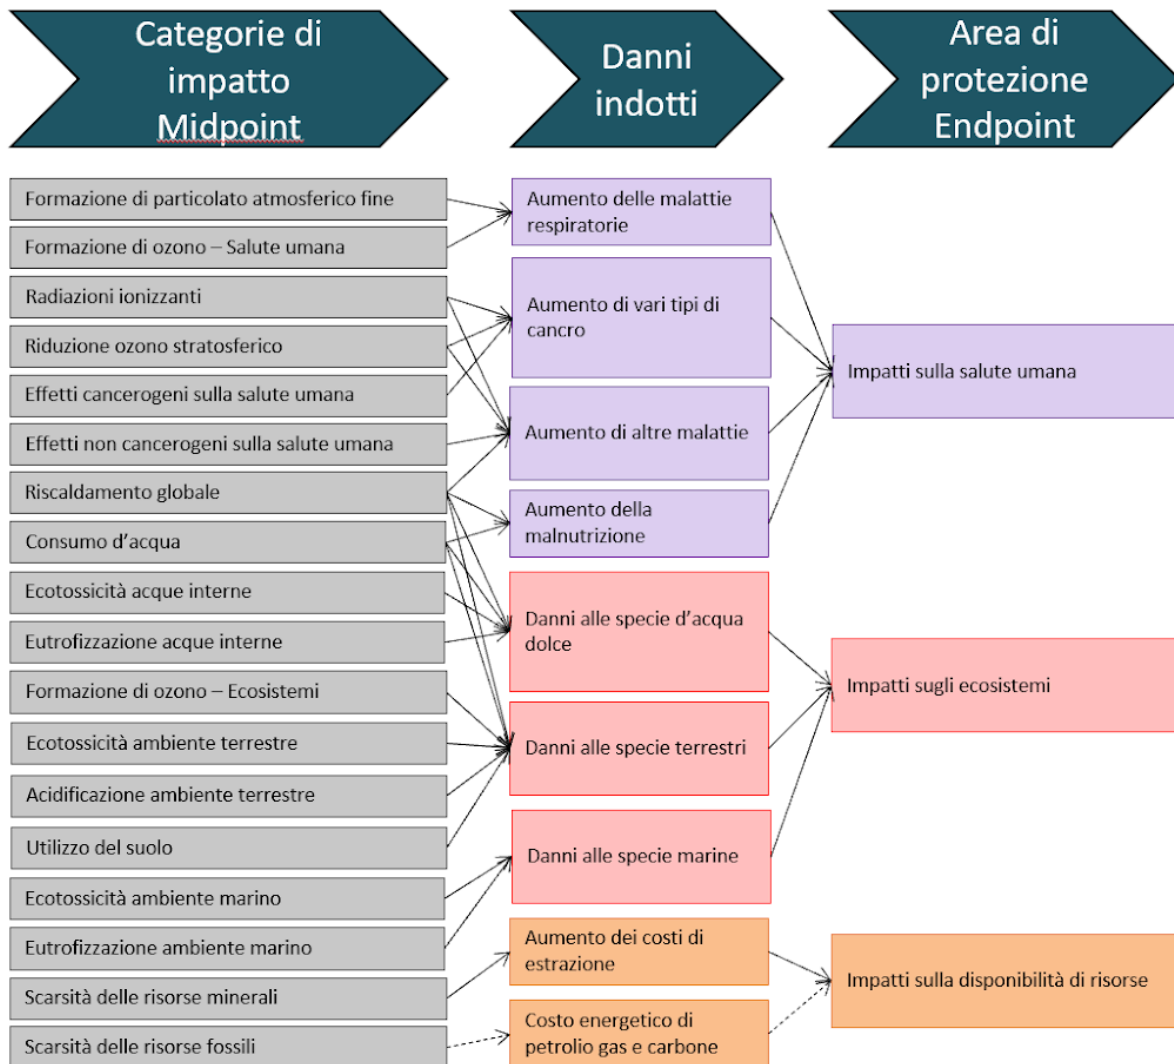 Categorie di
impatto
Midpoint
Danni
indotti
Area di
protezione
Endpoint
Formazione di particolato atmosferico fine
Formazione di ozono – Salute umana
Radiazioni ionizzanti
Riduzione ozono stratosferico
Effetti cancerogeni sulla salute umana
Effetti non cancerogeni sulla salute umana
Riscaldamento globale
Consumo d’acqua
Ecotossicità acque interne
Eutrofizzazione acque interne
Formazione di ozono – Ecosistemi
Ecotossicità ambiente terrestre
Acidificazione ambiente terrestre
Utilizzo del suolo
Ecotossicità ambiente marino
Eutrofizzazione ambiente marino
Scarsità delle risorse minerali
Scarsità delle risorse fossili
Aumento delle malattie
respiratorie
Aumento di vari tipi di
cancro
Aumento di altre malattie
Aumento della
malnutrizione
Danni alle specie d’acqua
dolce
Danni alle specie terrestri
Danni alle specie marine
Aumento dei costi di
estrazione
Costo energetico di
petrolio gas e carbone
Impatti sulla salute umana
Impatti sugli ecosistemi
Impatti sulla disponibilità di risorse